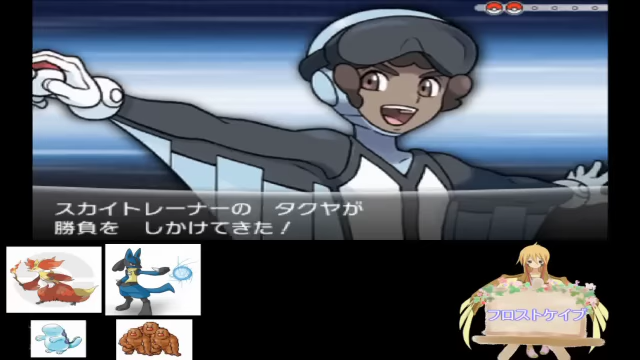 スカイトレーナーの　タクヤが
勝負を　しかけてきた！
フロストケイブ